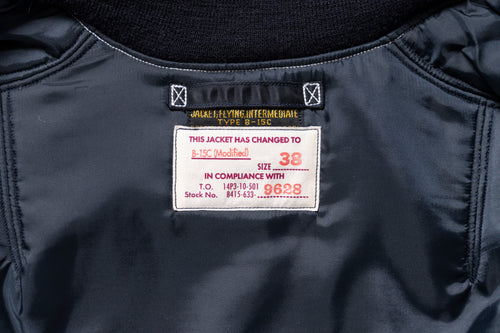 JACKET, FLYING, INTERMEDIATE
TYPE B-15C
THIS JACKET HAS CHANGED TO
B-15C (Modified)
SIZE 38
IN COMPLIANCE WITH
T.O. 14P3-10-501
Stock No. 8415-633- 9628